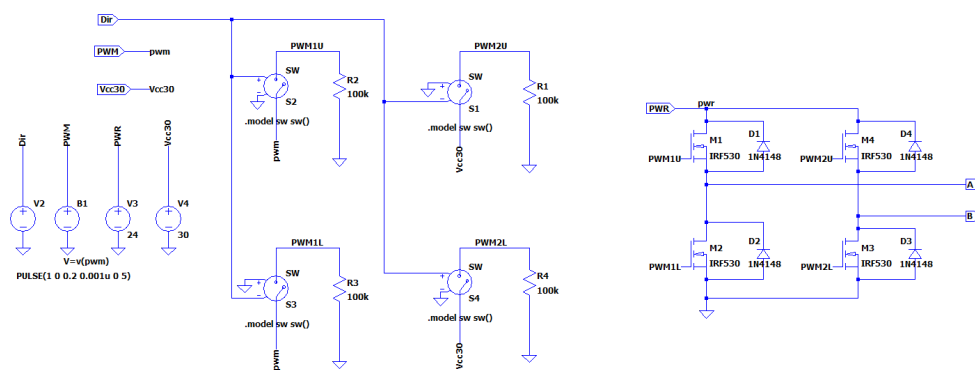 Dir
PWM
pwm
Vcc30
Vcc30
PWM1U
SW
R2
100k
S2
.model sw sw()
pwm
PWM2U
SW
R1
100k
S1
.model sw sw()
Vcc30
Dir
PWM
PWR
Vcc30
V2
B1
V3
24
V4
30
V=v(pwm)
PULSE(1 0 0.2 0.001u 0 5)
PWM1L
SW
R3
100k
S3
.model sw sw()
pwm
PWM2L
SW
R4
100k
S4
.model sw sw()
Vcc30
PWR
pwr
M1
IRF530
PWM1U
D1
1N4148
M4
IRF530
PWM2U
D4
1N4148
A
B
M2
IRF530
PWM1L
D2
1N4148
M3
IRF530
PWM2L
D3
1N4148